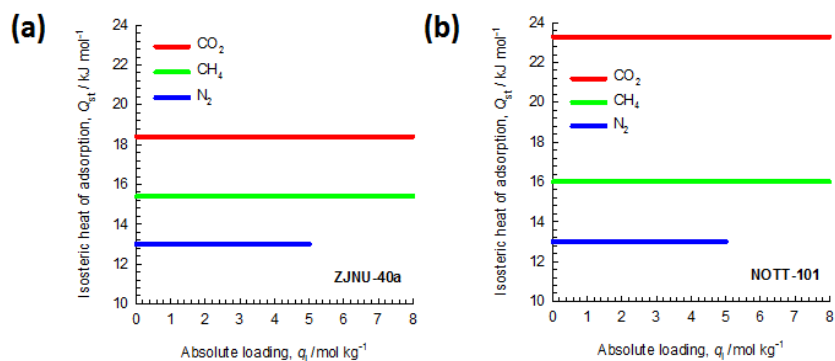 (a)
Isosteric heat of adsorption, Qst / kJ mol⁻¹
24
22
20
18
16
14
12
10
CO₂
CH₄
N₂
ZJNU-40a
0 1 2 3 4 5 6 7 8
Absolute loading, qᵢ /mol kg⁻¹
(b)
Isosteric heat of adsorption, Qst / kJ mol⁻¹
24
22
20
18
16
14
12
10
CO₂
CH₄
N₂
NOTT-101
0 1 2 3 4 5 6 7 8
Absolute loading, qᵢ /mol kg⁻¹